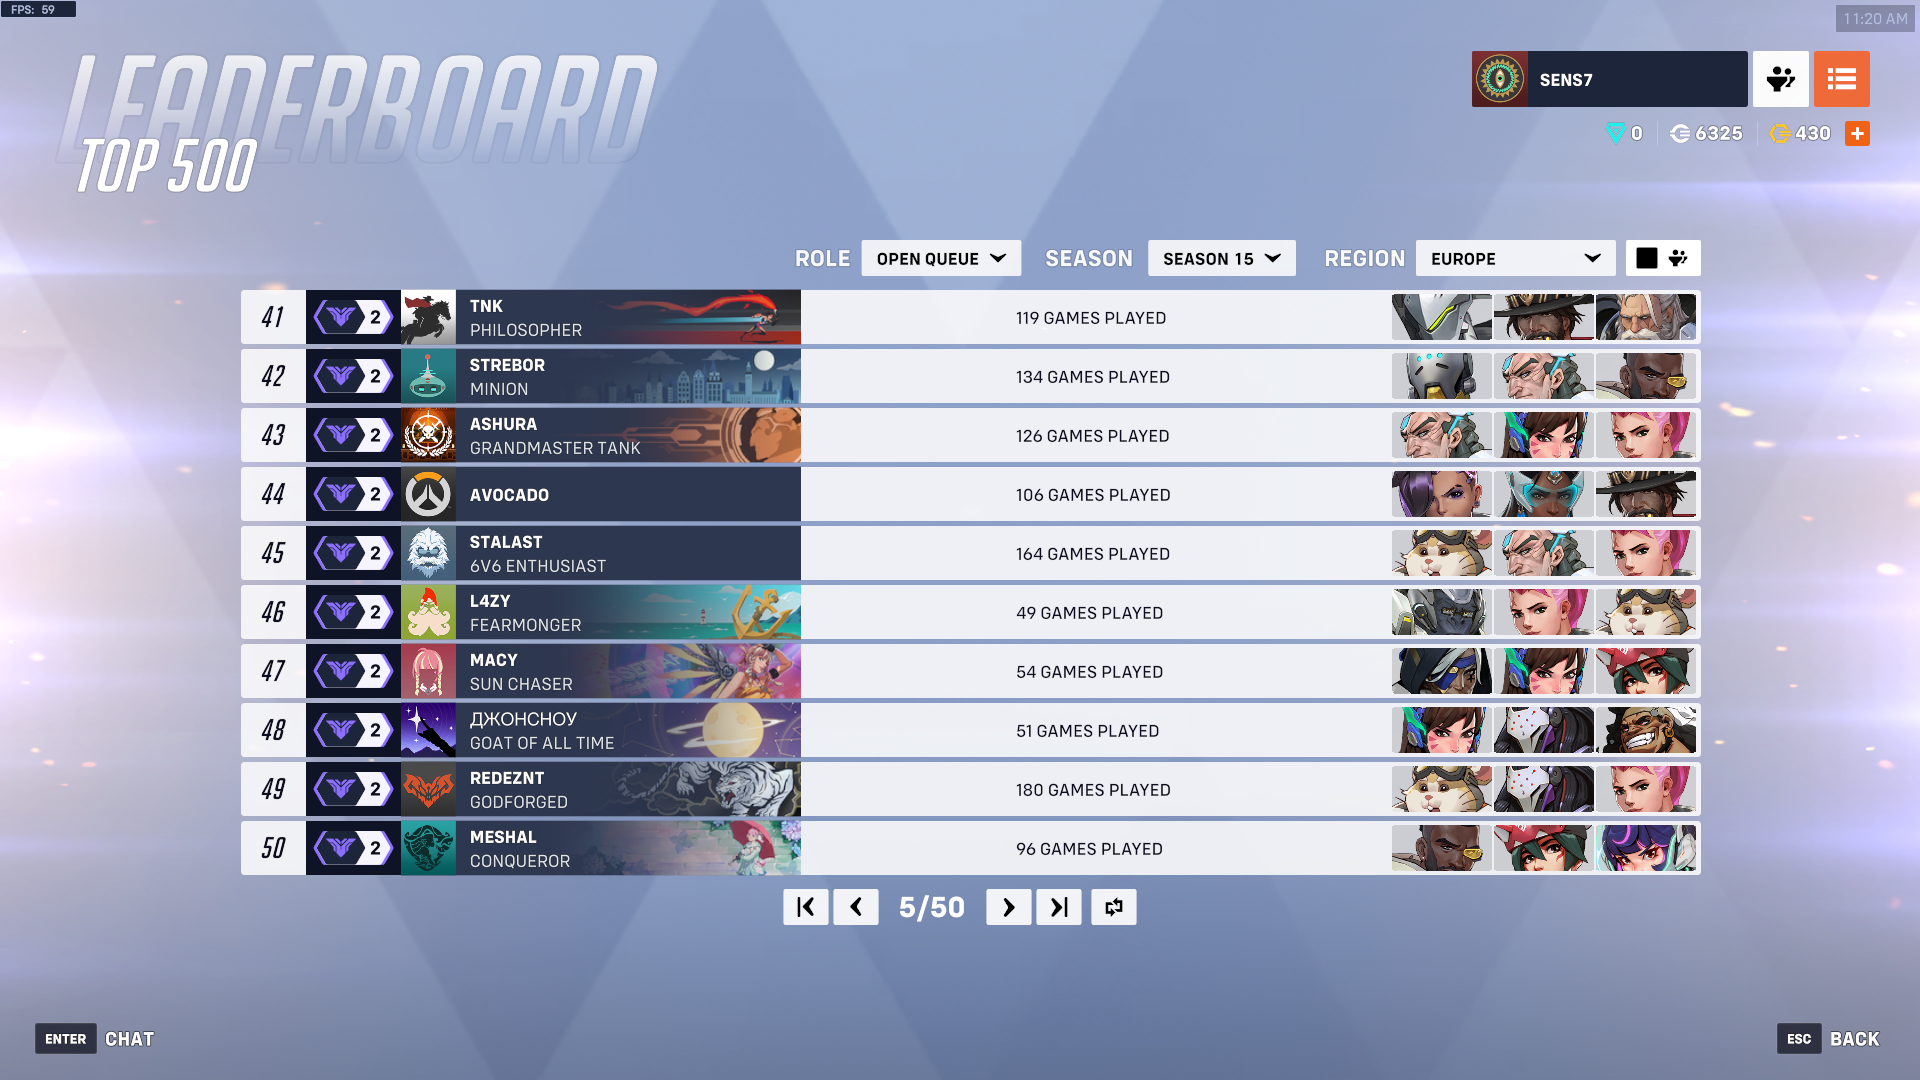 FPS: 59
11:20 AM
LEADERBOARD
TOP 500
SENS7
0 6325 430
ROLE OPEN QUEUE SEASON SEASON 15 REGION EUROPE
41 2 TNK PHILOSOPHER 119 GAMES PLAYED
42 2 STREBOR MINION 134 GAMES PLAYED
43 2 ASHURA GRANDMASTER TANK 126 GAMES PLAYED
44 2 AVOCADO 106 GAMES PLAYED
45 2 STALAST 6V6 ENTHUSIAST 164 GAMES PLAYED
46 2 L4ZY FEARMONGER 49 GAMES PLAYED
47 2 MACY SUN CHASER 54 GAMES PLAYED
48 2 ДЖОНСНОУ GOAT OF ALL TIME 51 GAMES PLAYED
49 2 REDEZNT GODFORGED 180 GAMES PLAYED
50 2 MESHAL CONQUEROR 96 GAMES PLAYED
5/50
ENTER CHAT
ESC BACK